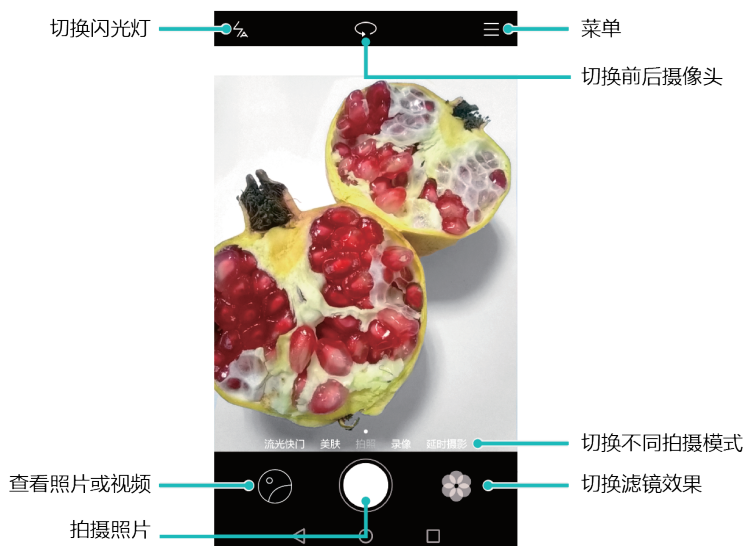 切换闪光灯
菜单
切换前后摄像头
流光快门 美肤 拍照 录像 延时摄影
切换不同拍摄模式
查看照片或视频
切换滤镜效果
拍摄照片